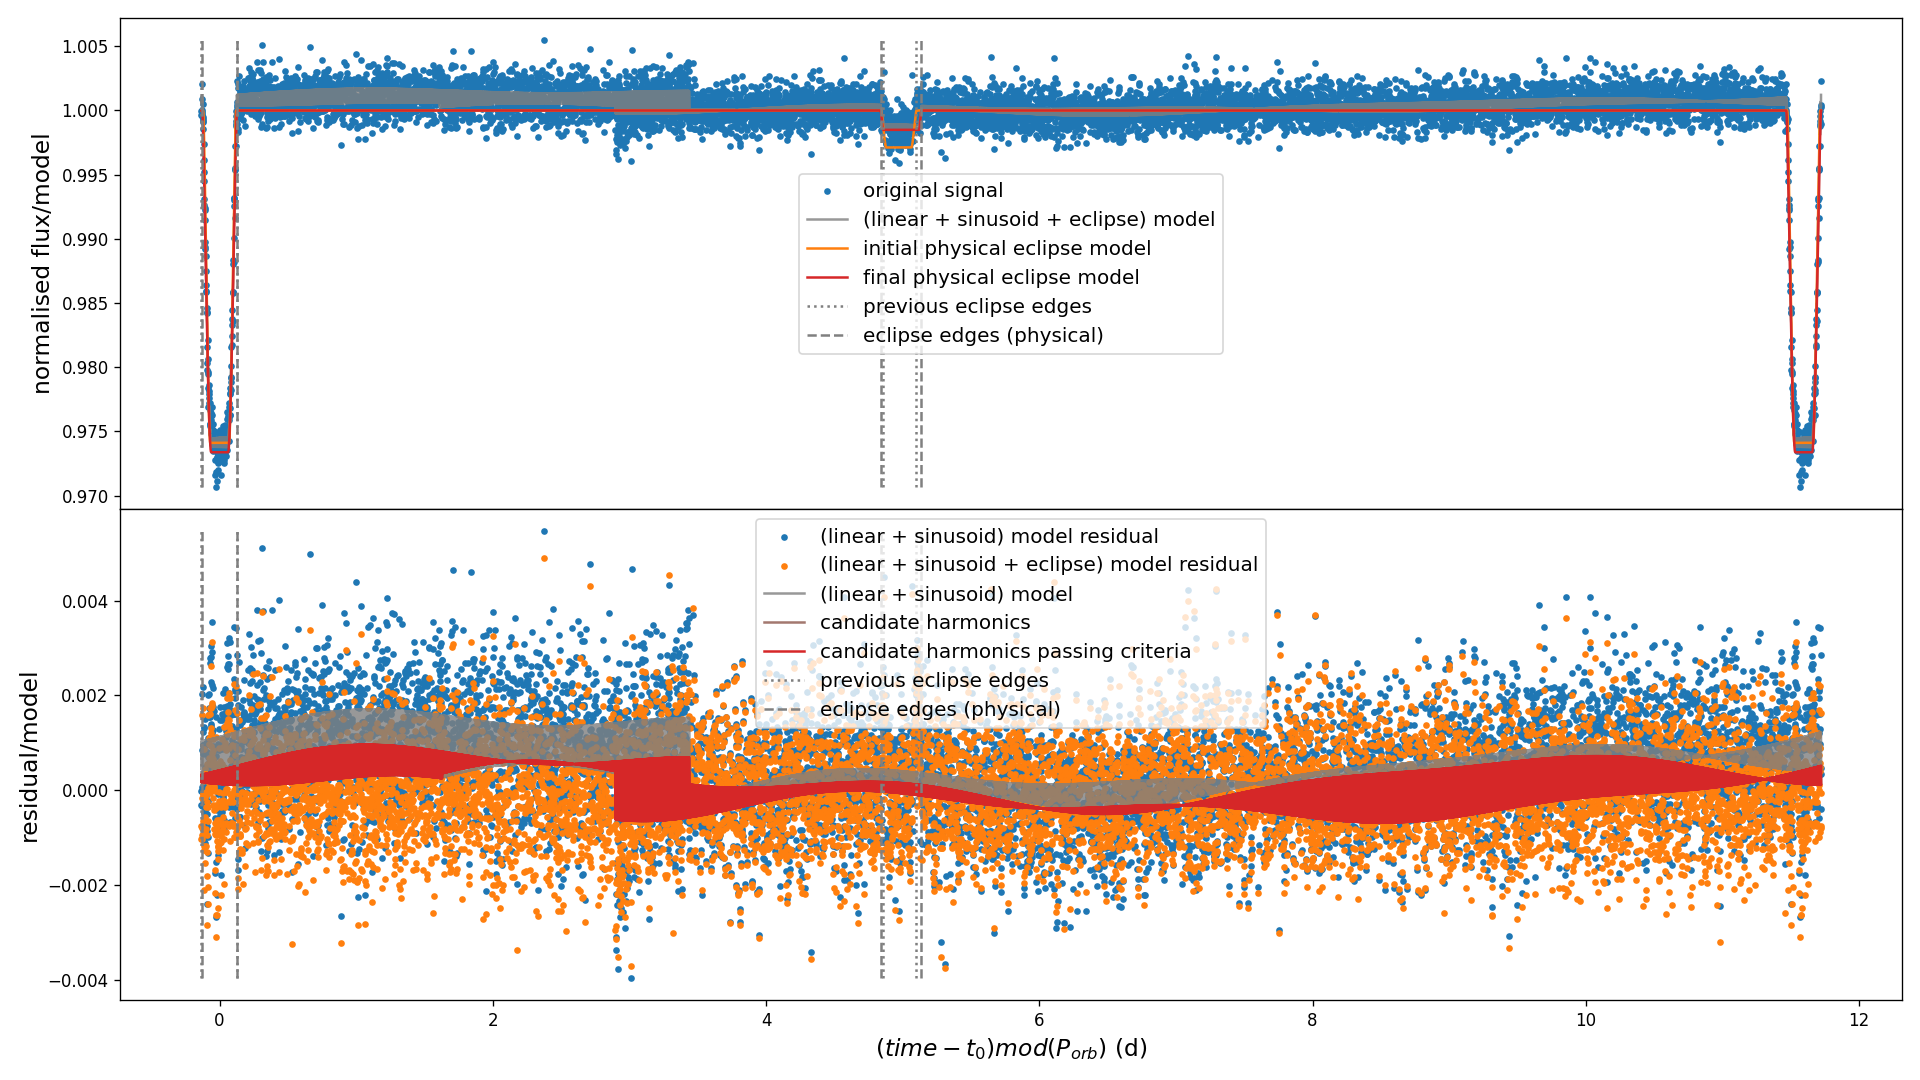 normalised flux/model
1.005
1.000
0.995
0.990
0.985
0.980
0.975
0.970
original signal
(linear + sinusoid + eclipse) model
initial physical eclipse model
final physical eclipse model
previous eclipse edges
eclipse edges (physical)
residual/model
0.004
0.002
0.000
−0.002
−0.004
(linear + sinusoid) model residual
(linear + sinusoid + eclipse) model residual
(linear + sinusoid) model
candidate harmonics
candidate harmonics passing criteria
previous eclipse edges
eclipse edges (physical)
0 2 4 6 8 10 12
(time − t₀)mod(Pₒᵣᵦ) (d)